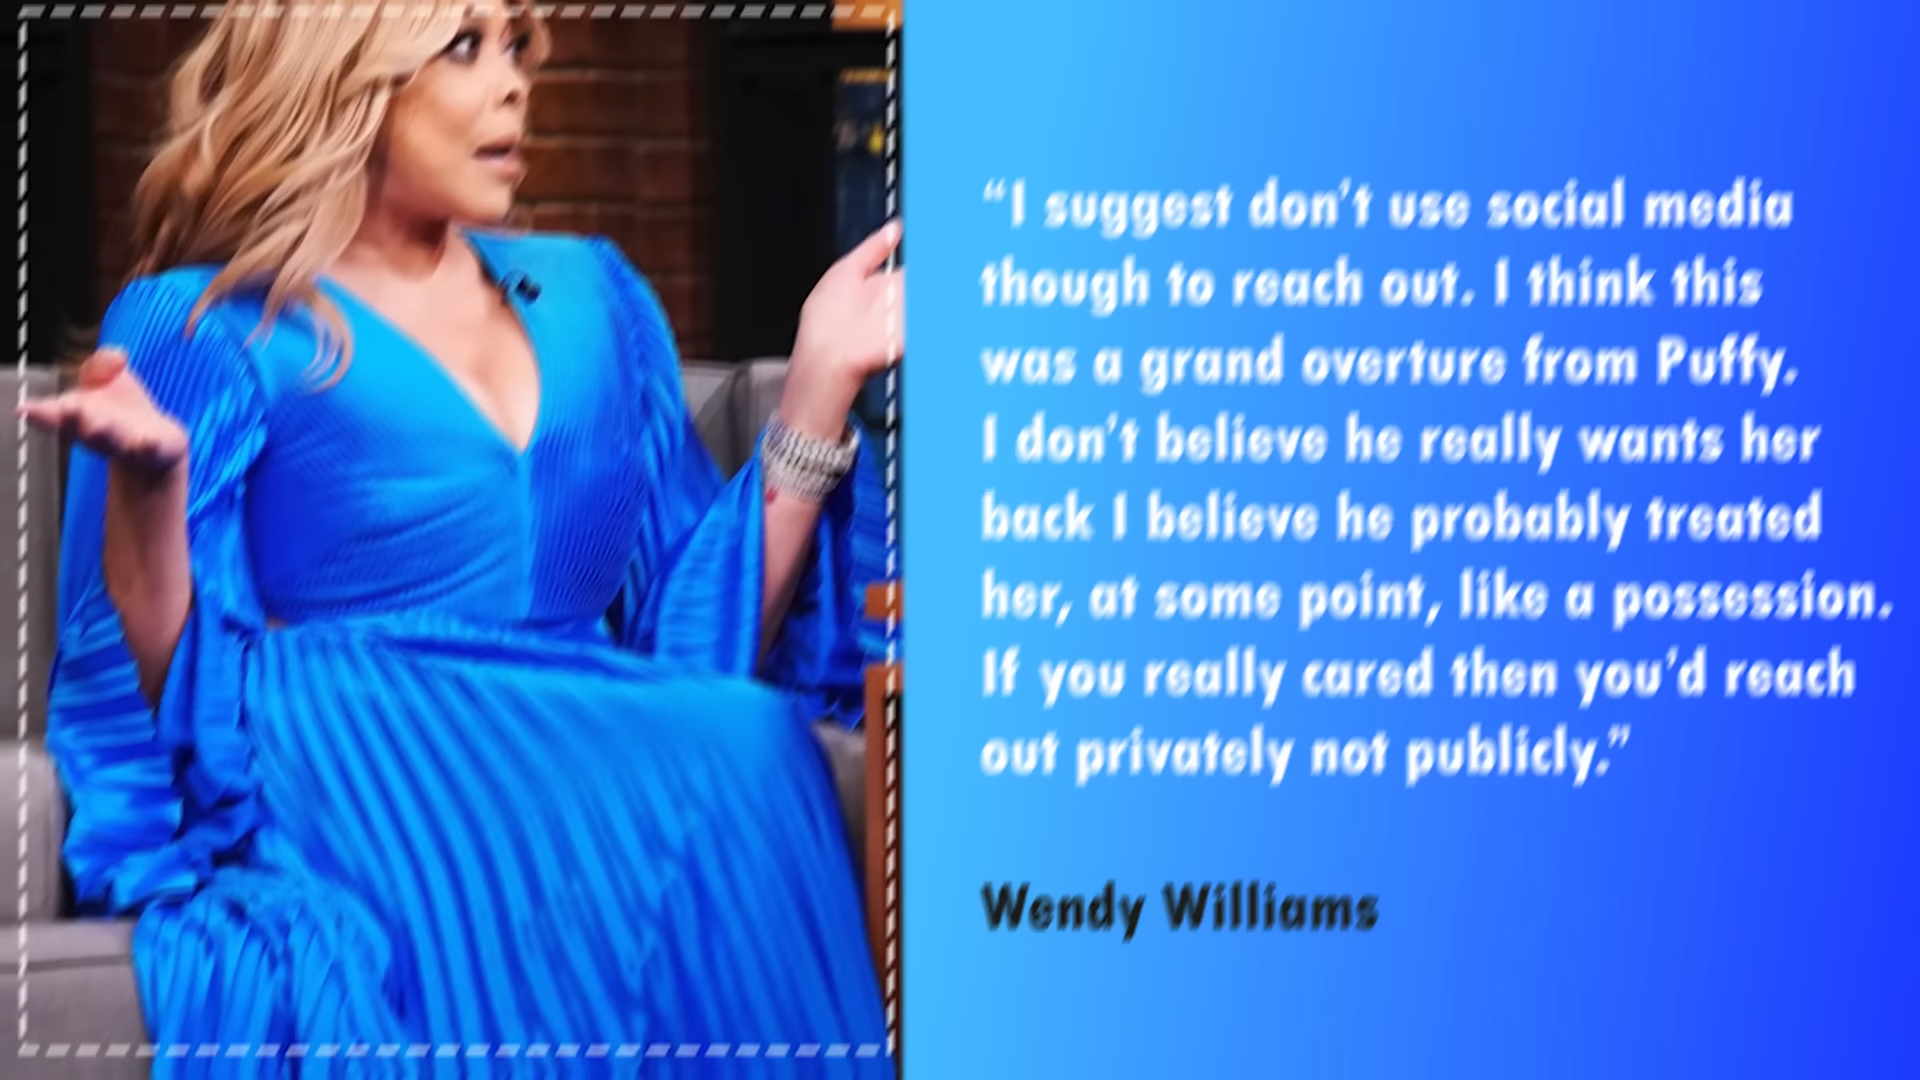 “I suggest don’t use social media
though to reach out. I think this
was a grand overture from Puffy.
I don’t believe he really wants her
back I believe he probably treated
her, at some point, like a possession.
If you really cared then you’d reach
out privately not publicly.”
Wendy Williams